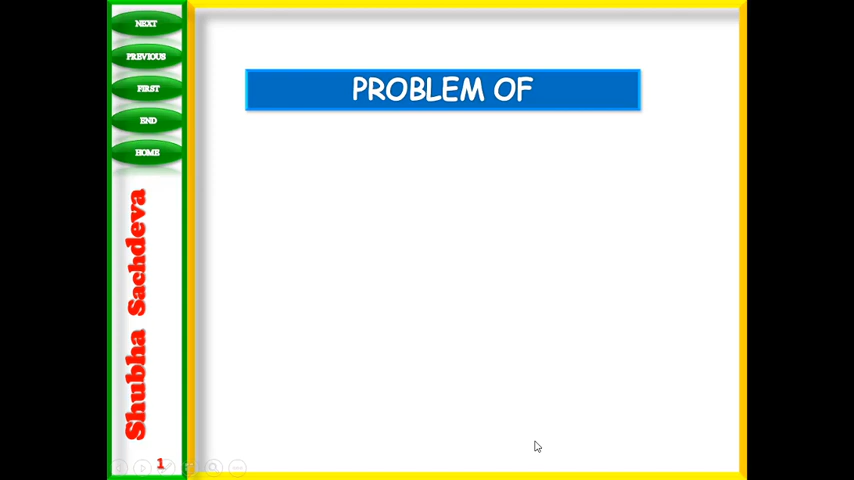 NEXT
PREVIOUS
FIRST
END
HOME
PROBLEM OF
Shubha Sachdeva
1